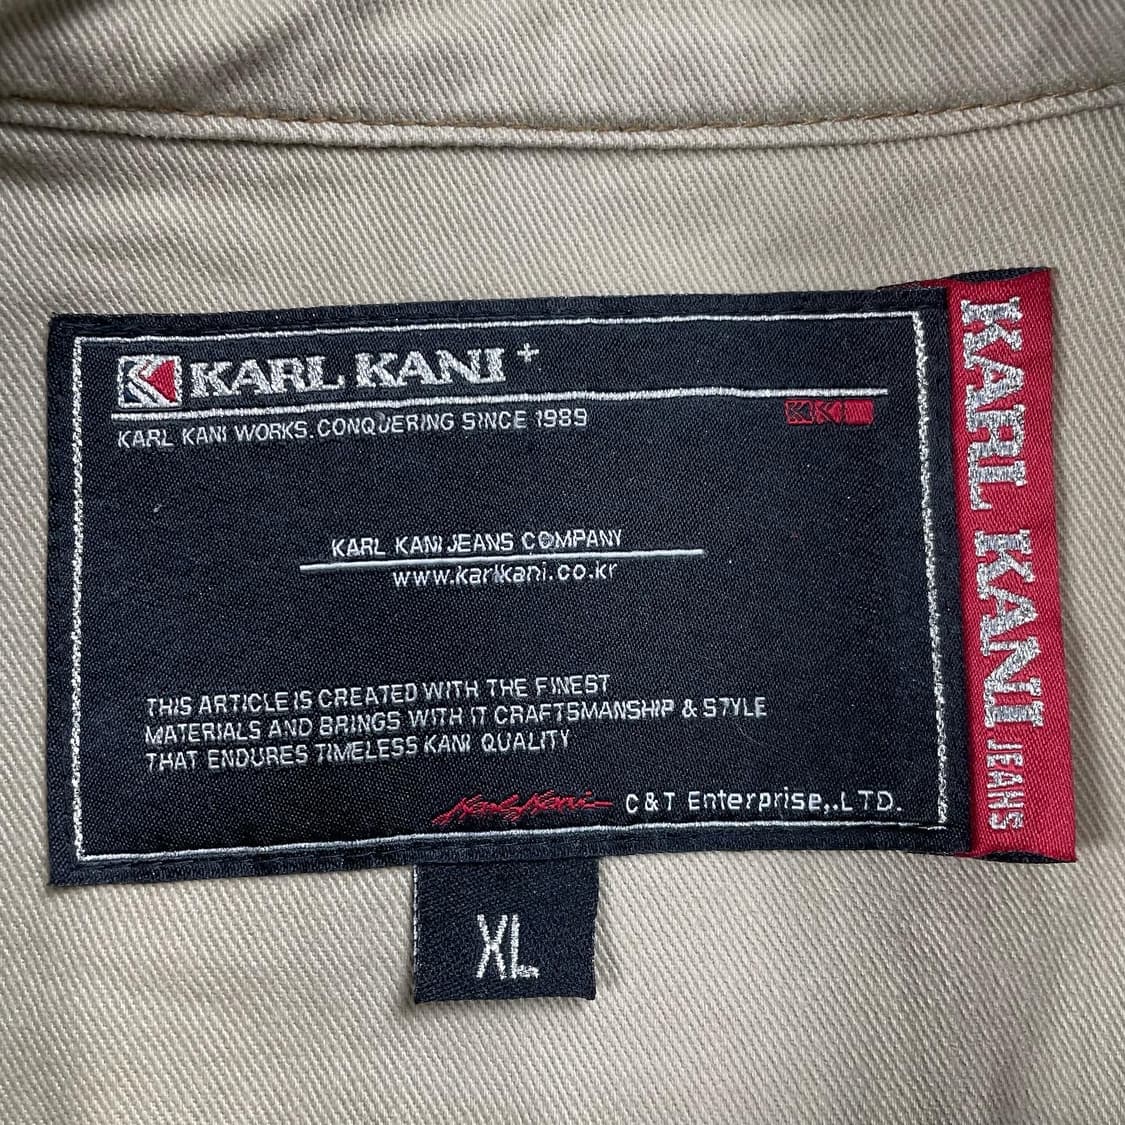 KARL KANI +
KARL KANI WORKS. CONQUERING SINCE 1989
KARL KANI JEANS COMPANY
www.karlkani.co.kr
THIS ARTICLE IS CREATED WITH THE FINEST
MATERIALS AND BRINGS WITH IT CRAFTSMANSHIP & STYLE
THAT ENDURES TIMELESS KANI QUALITY
Karl Kani C&T Enterprise,.LTD.
XL
KARL KANI JEANS